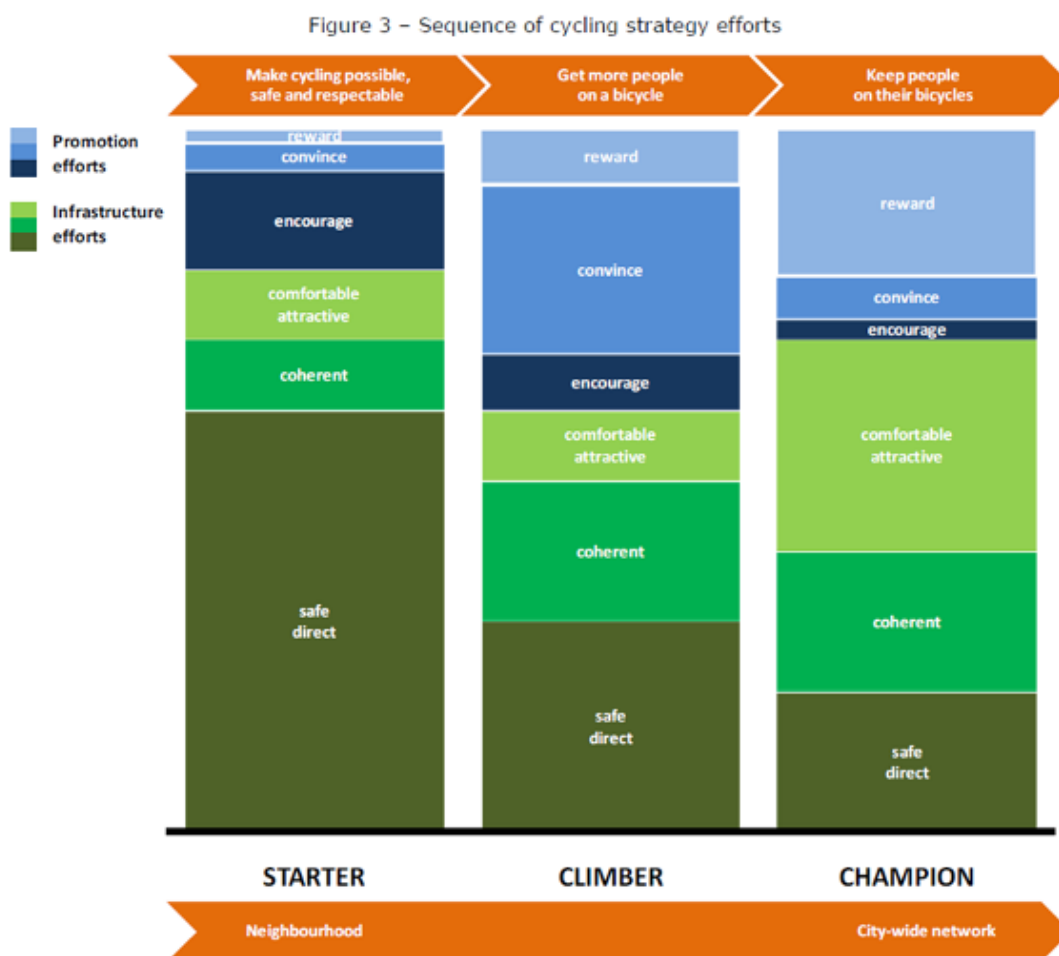 Figure 3 – Sequence of cycling strategy efforts
Make cycling possible,
safe and respectable
Get more people
on a bicycle
Keep people
on their bicycles
Promotion
efforts
Infrastructure
efforts
reward
convince
encourage
comfortable
attractive
coherent
safe
direct
reward
convince
encourage
comfortable
attractive
coherent
safe
direct
reward
convince
encourage
comfortable
attractive
coherent
safe
direct
STARTER
CLIMBER
CHAMPION
Neighbourhood
City-wide network